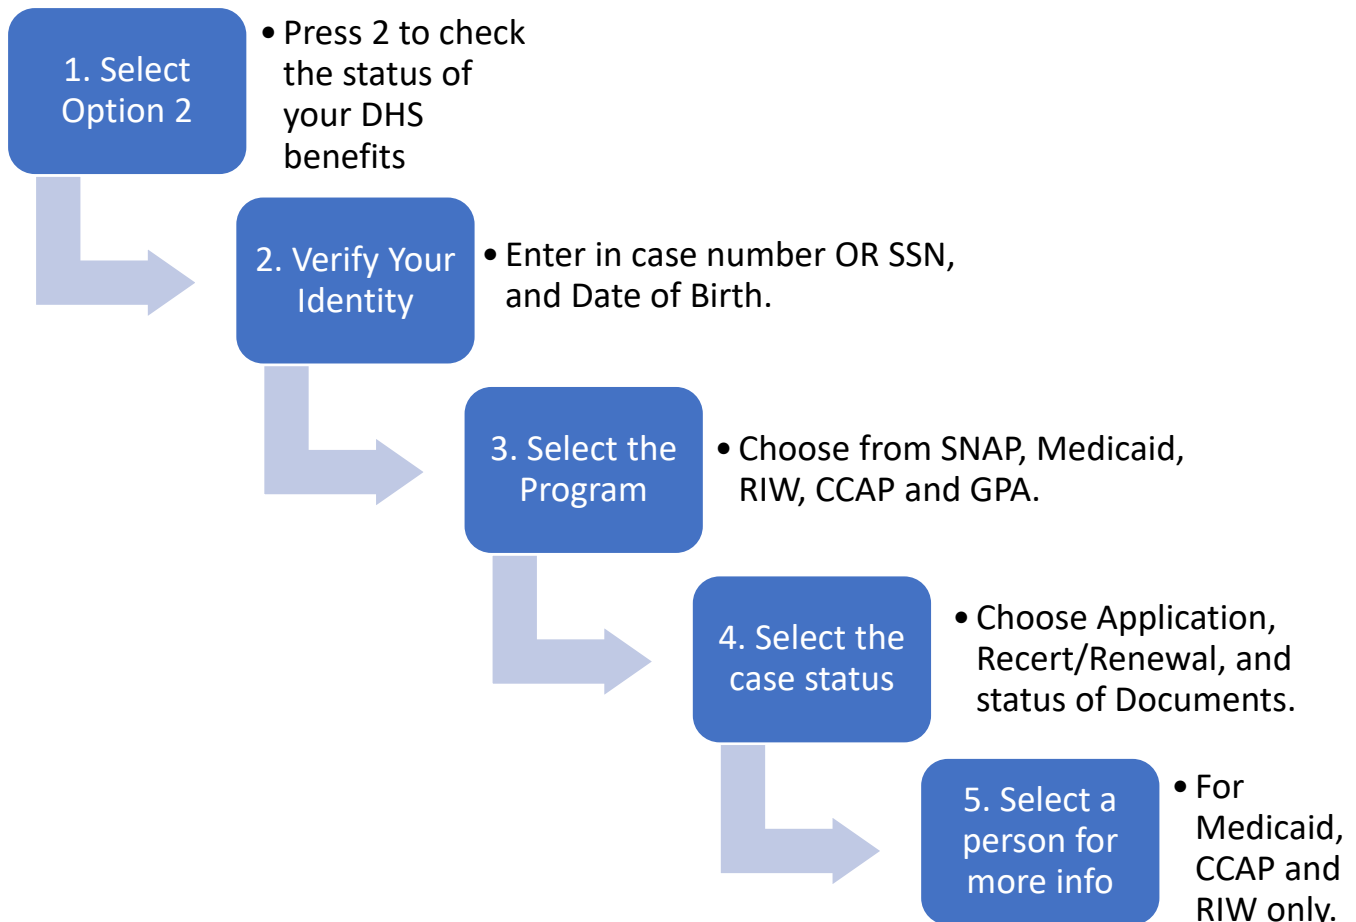 1. Select
Option 2
• Press 2 to check
the status of
your DHS
benefits
2. Verify Your
Identity
• Enter in case number OR SSN,
and Date of Birth.
3. Select the
Program
• Choose from SNAP, Medicaid,
RIW, CCAP and GPA.
4. Select the
case status
• Choose Application,
Recert/Renewal, and
status of Documents.
5. Select a
person for
more info
• For
Medicaid,
CCAP and
RIW only.